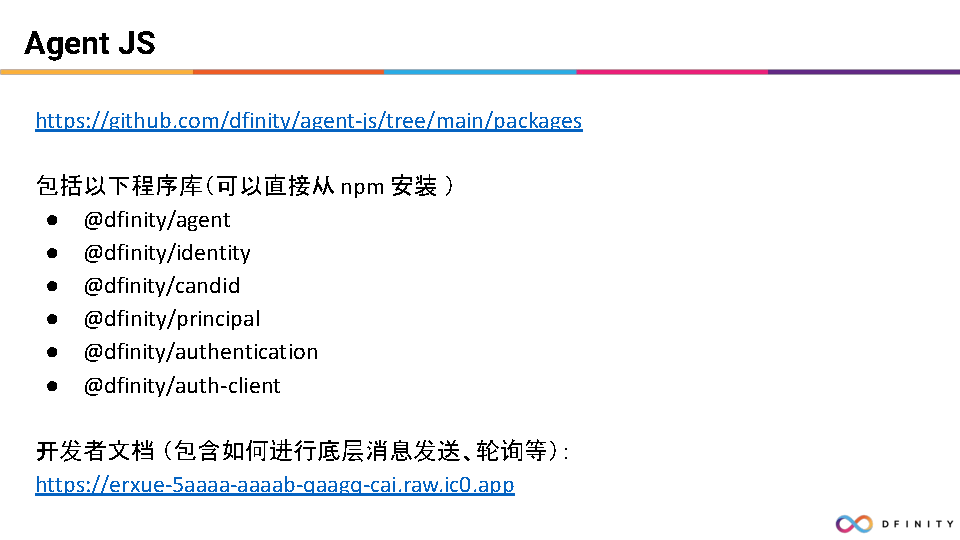 Agent JS
https://github.com/dfinity/agent-js/tree/main/packages
包括以下程序库（可以直接从 npm 安装 ）
● @dfinity/agent
● @dfinity/identity
● @dfinity/candid
● @dfinity/principal
● @dfinity/authentication
● @dfinity/auth-client
开发者文档 （包含如何进行底层消息发送、轮询等）：
https://erxue-5aaaa-aaaab-qaagq-cai.raw.ic0.app
DFINITY